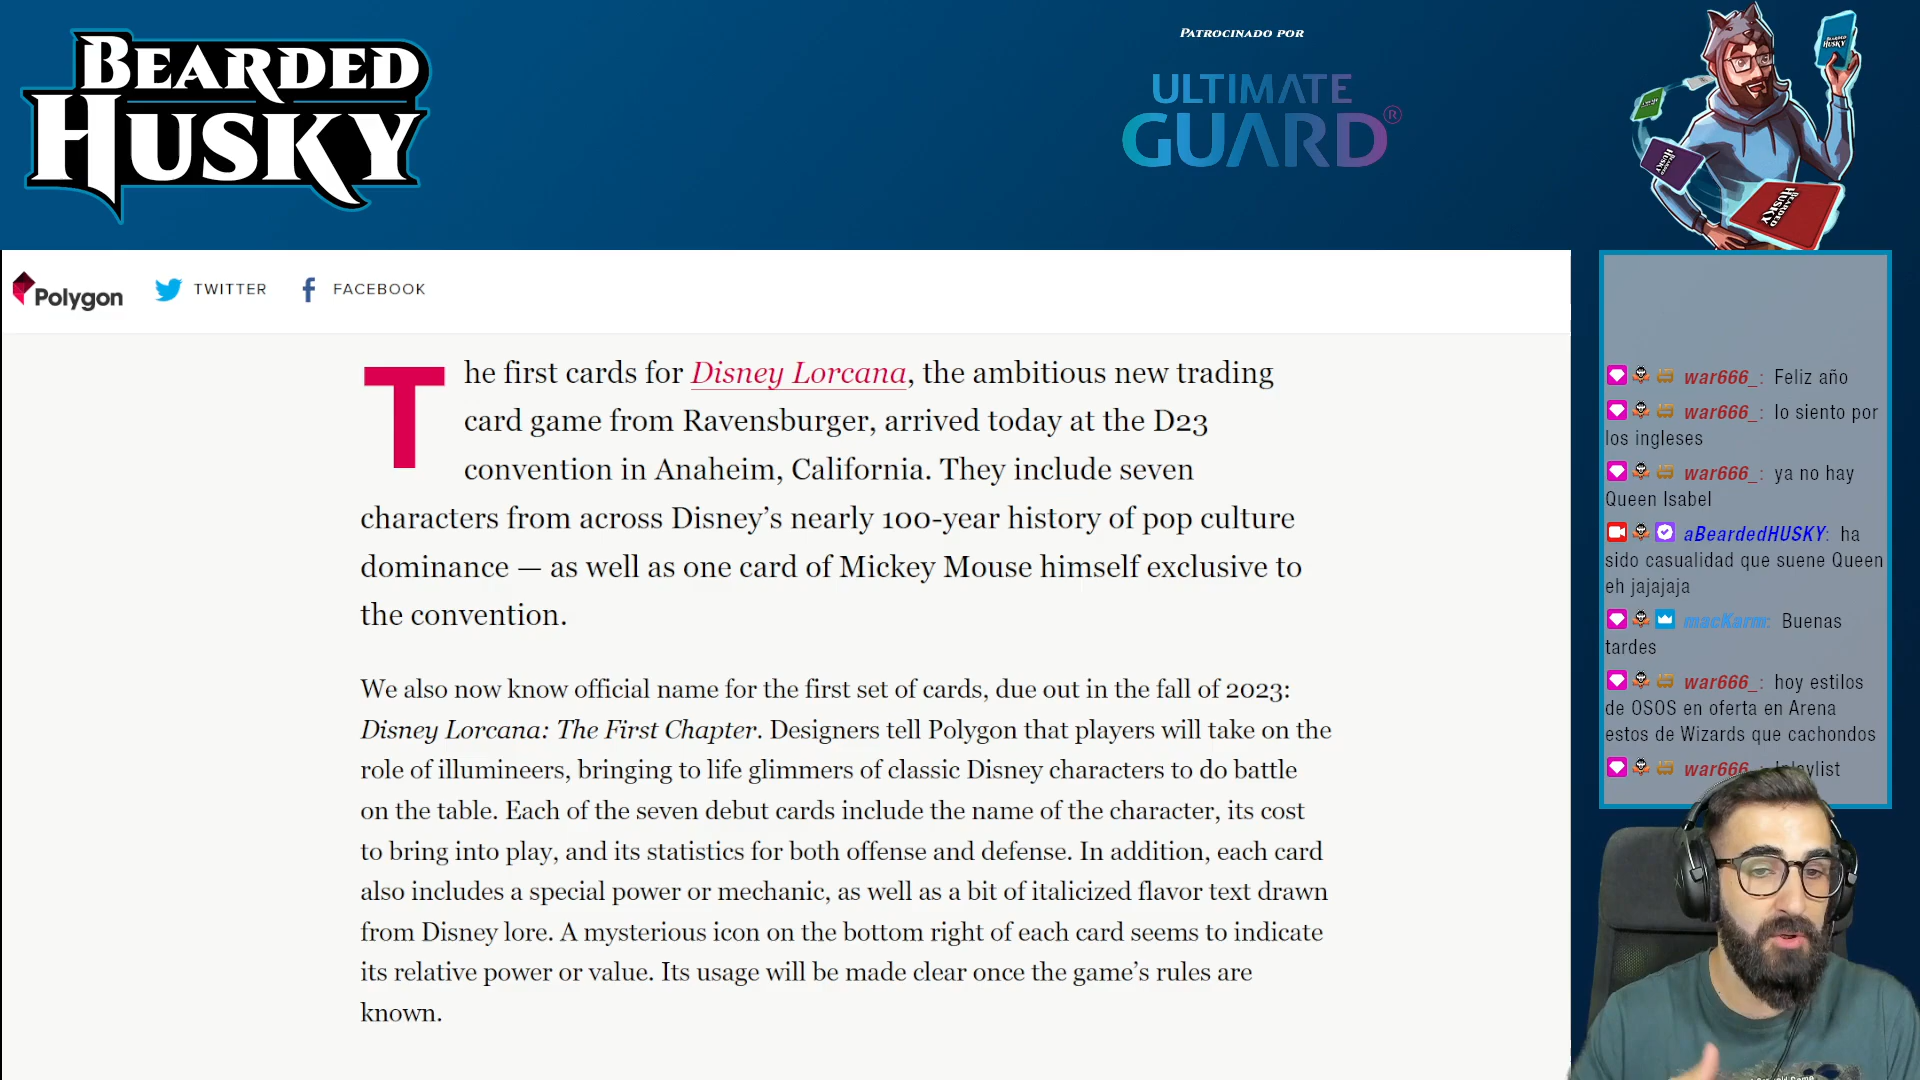 BEARDED
HUSKY
PATROCINADO POR
ULTIMATE
GUARD®
BEARDED
HUSKY
BEARDED
HUSKY
BEARDED
HUSKY
Polygon
TWITTER
FACEBOOK
The first cards for Disney Lorcana, the ambitious new trading
card game from Ravensburger, arrived today at the D23
convention in Anaheim, California. They include seven
characters from across Disney’s nearly 100-year history of pop culture
dominance — as well as one card of Mickey Mouse himself exclusive to
the convention.
We also now know official name for the first set of cards, due out in the fall of 2023:
Disney Lorcana: The First Chapter. Designers tell Polygon that players will take on the
role of illumineers, bringing to life glimmers of classic Disney characters to do battle
on the table. Each of the seven debut cards include the name of the character, its cost
to bring into play, and its statistics for both offense and defense. In addition, each card
also includes a special power or mechanic, as well as a bit of italicized flavor text drawn
from Disney lore. A mysterious icon on the bottom right of each card seems to indicate
its relative power or value. Its usage will be made clear once the game’s rules are
known.
war666_: Feliz año
war666_: lo siento por
los ingleses
war666_: ya no hay
Queen Isabel
aBeardedHUSKY: ha
sido casualidad que suene Queen
eh jajajaja
macKarm: Buenas
tardes
war666_: hoy estilos
de OSOS en oferta en Arena
estos de Wizards que cachondos
war666_: !playlist